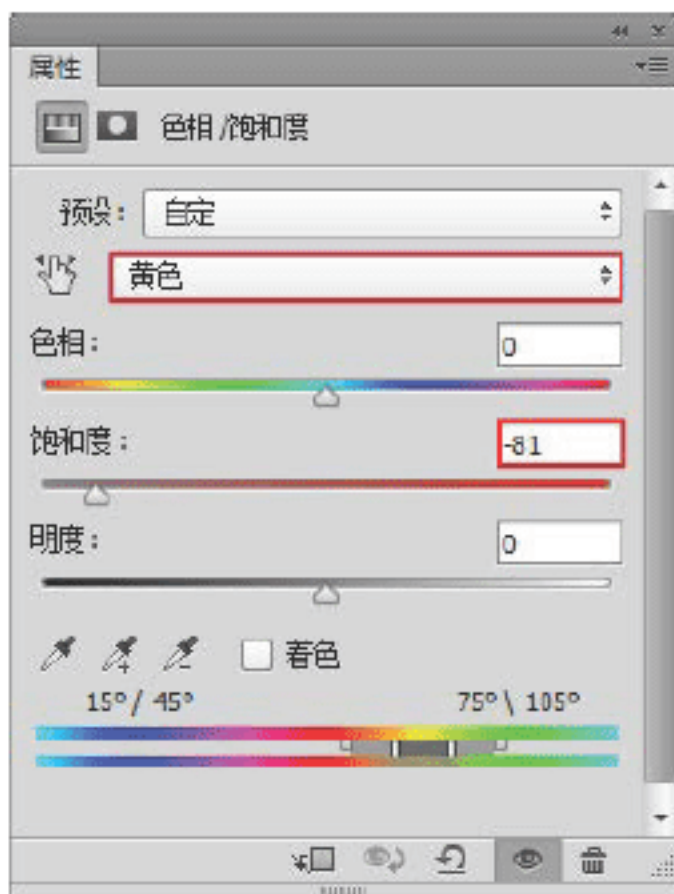 属性
色相/饱和度
预设: 自定
黄色
色相: 0
饱和度: -81
明度: 0
着色
15°/ 45° 75°\ 105°